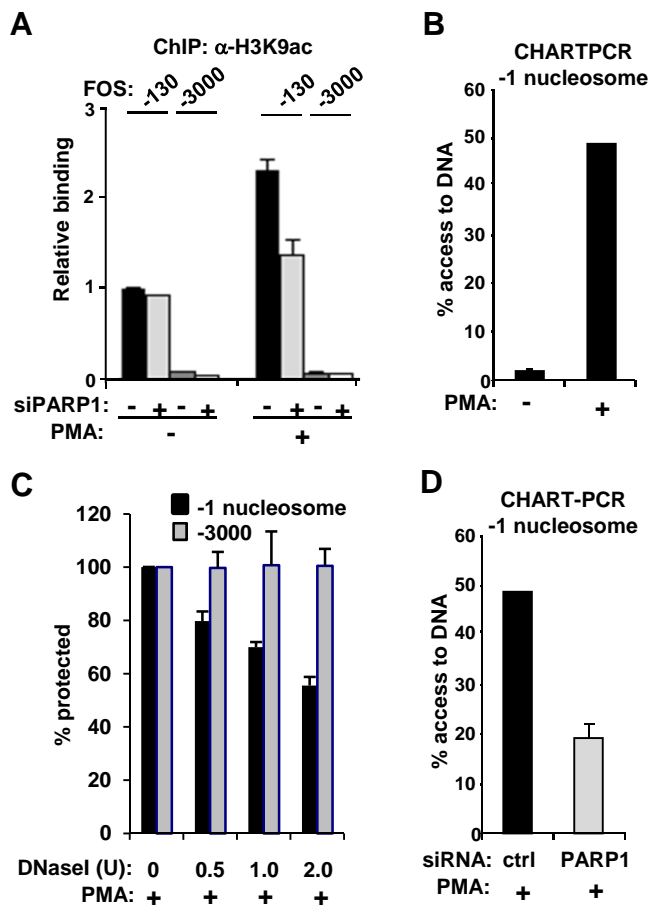 A
ChIP: α-H3K9ac
FOS: -130 -3000 -130 -3000
3
2
1
0
Relative binding
siPARP1: - + - + - + - +
PMA: - +
B
CHARTPCR
-1 nucleosome
60
50
40
30
20
10
0
% access to DNA
PMA: - +
C
-1 nucleosome
-3000
120
100
80
60
40
20
0
% protected
DNaseI (U): 0 0.5 1.0 2.0
PMA: + + + +
D
CHART-PCR
-1 nucleosome
60
50
40
30
20
10
0
% access to DNA
siRNA: ctrl PARP1
PMA: + +